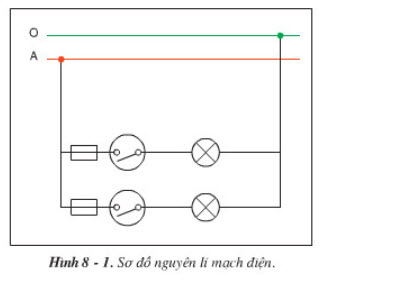 O
A
Hình 8 - 1. Sơ đồ nguyên lí mạch điện.